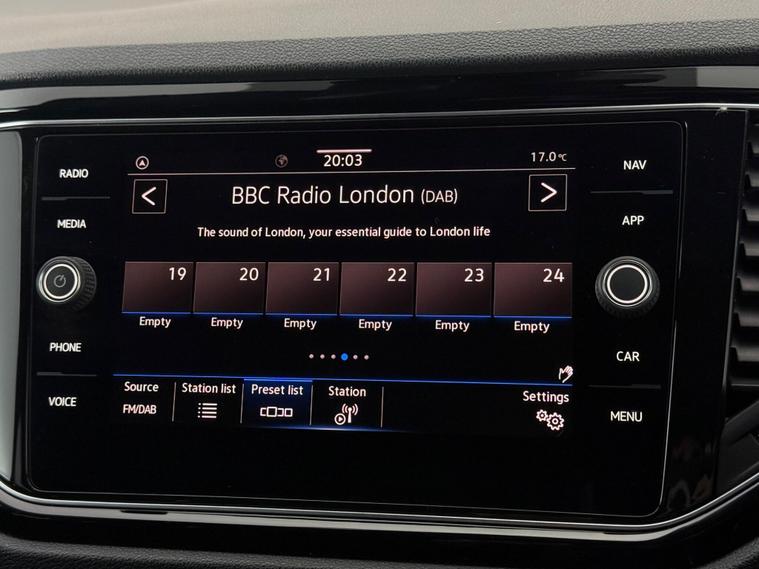 RADIO
MEDIA
PHONE
VOICE
20:03
17.0°C
BBC Radio London (DAB)
The sound of London, your essential guide to London life
19 20 21 22 23 24
Empty Empty Empty Empty Empty Empty
Source Station list Preset list Station Settings
FM/DAB
NAV
APP
CAR
MENU